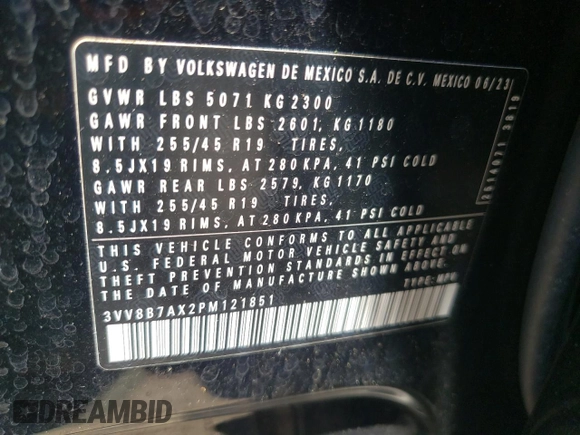 MFD BY VOLKSWAGEN DE MEXICO S.A. DE C.V. MEXICO 06/23
GVWR LBS 5071 KG 2300
GAWR FRONT LBS 2601, KG 1180
WITH 255/45 R19 TIRES,
8.5JX19 RIMS, AT 280 KPA, 41 PSI COLD
GAWR REAR LBS 2579, KG 1170
WITH 255/45 R19 TIRES,
8.5JX19 RIMS, AT 280 KPA, 41 PSI COLD
THIS VEHICLE CONFORMS TO ALL APPLICABLE
U.S. FEDERAL MOTOR VEHICLE SAFETY AND
THEFT PREVENTION STANDARDS IN EFFECT ON
THE DATE OF MANUFACTURE SHOWN ABOVE.
TYPE: MPV
3VV8B7AX2PM121851
DREAMBID